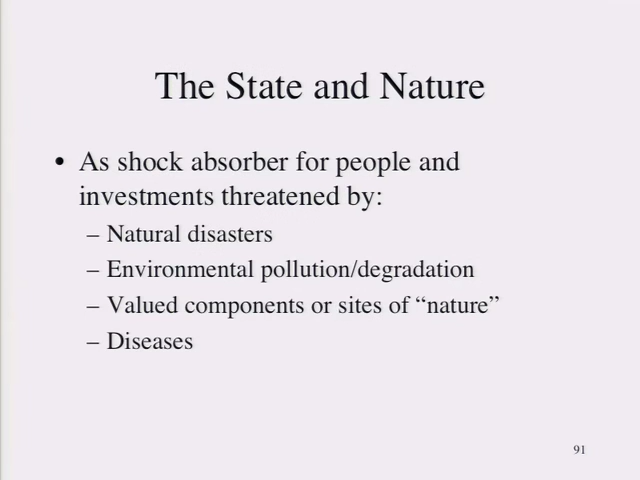 The State and Nature
• As shock absorber for people and
investments threatened by:
– Natural disasters
– Environmental pollution/degradation
– Valued components or sites of “nature”
– Diseases
91